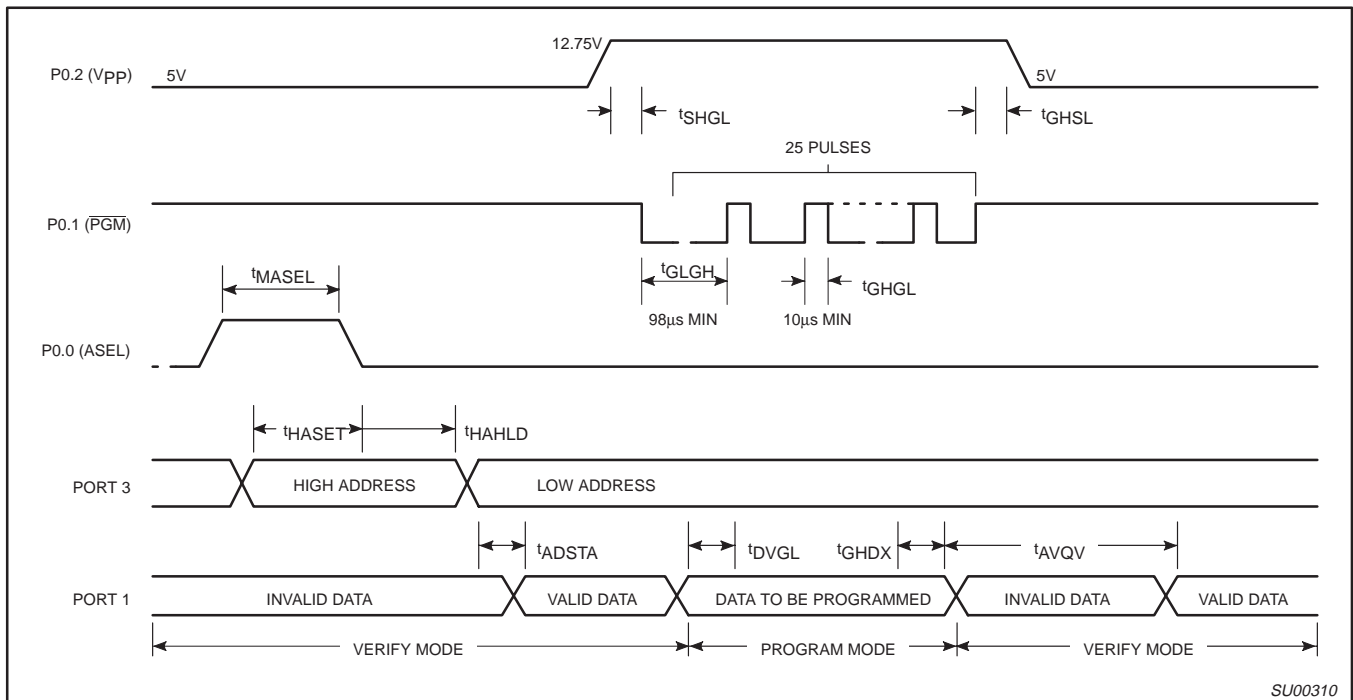 12.75V
P0.2 (VPP)
5V
5V
tSHGL
tGHSL
25 PULSES
P0.1 (PGM)
tMASEL
tGLGH
tGHGL
98µs MIN
10µs MIN
P0.0 (ASEL)
tHASET
tHAHLD
PORT 3
HIGH ADDRESS
LOW ADDRESS
tADSTA
tDVGL
tGHDX
tAVQV
PORT 1
INVALID DATA
VALID DATA
DATA TO BE PROGRAMMED
INVALID DATA
VALID DATA
VERIFY MODE
PROGRAM MODE
VERIFY MODE
SU00310